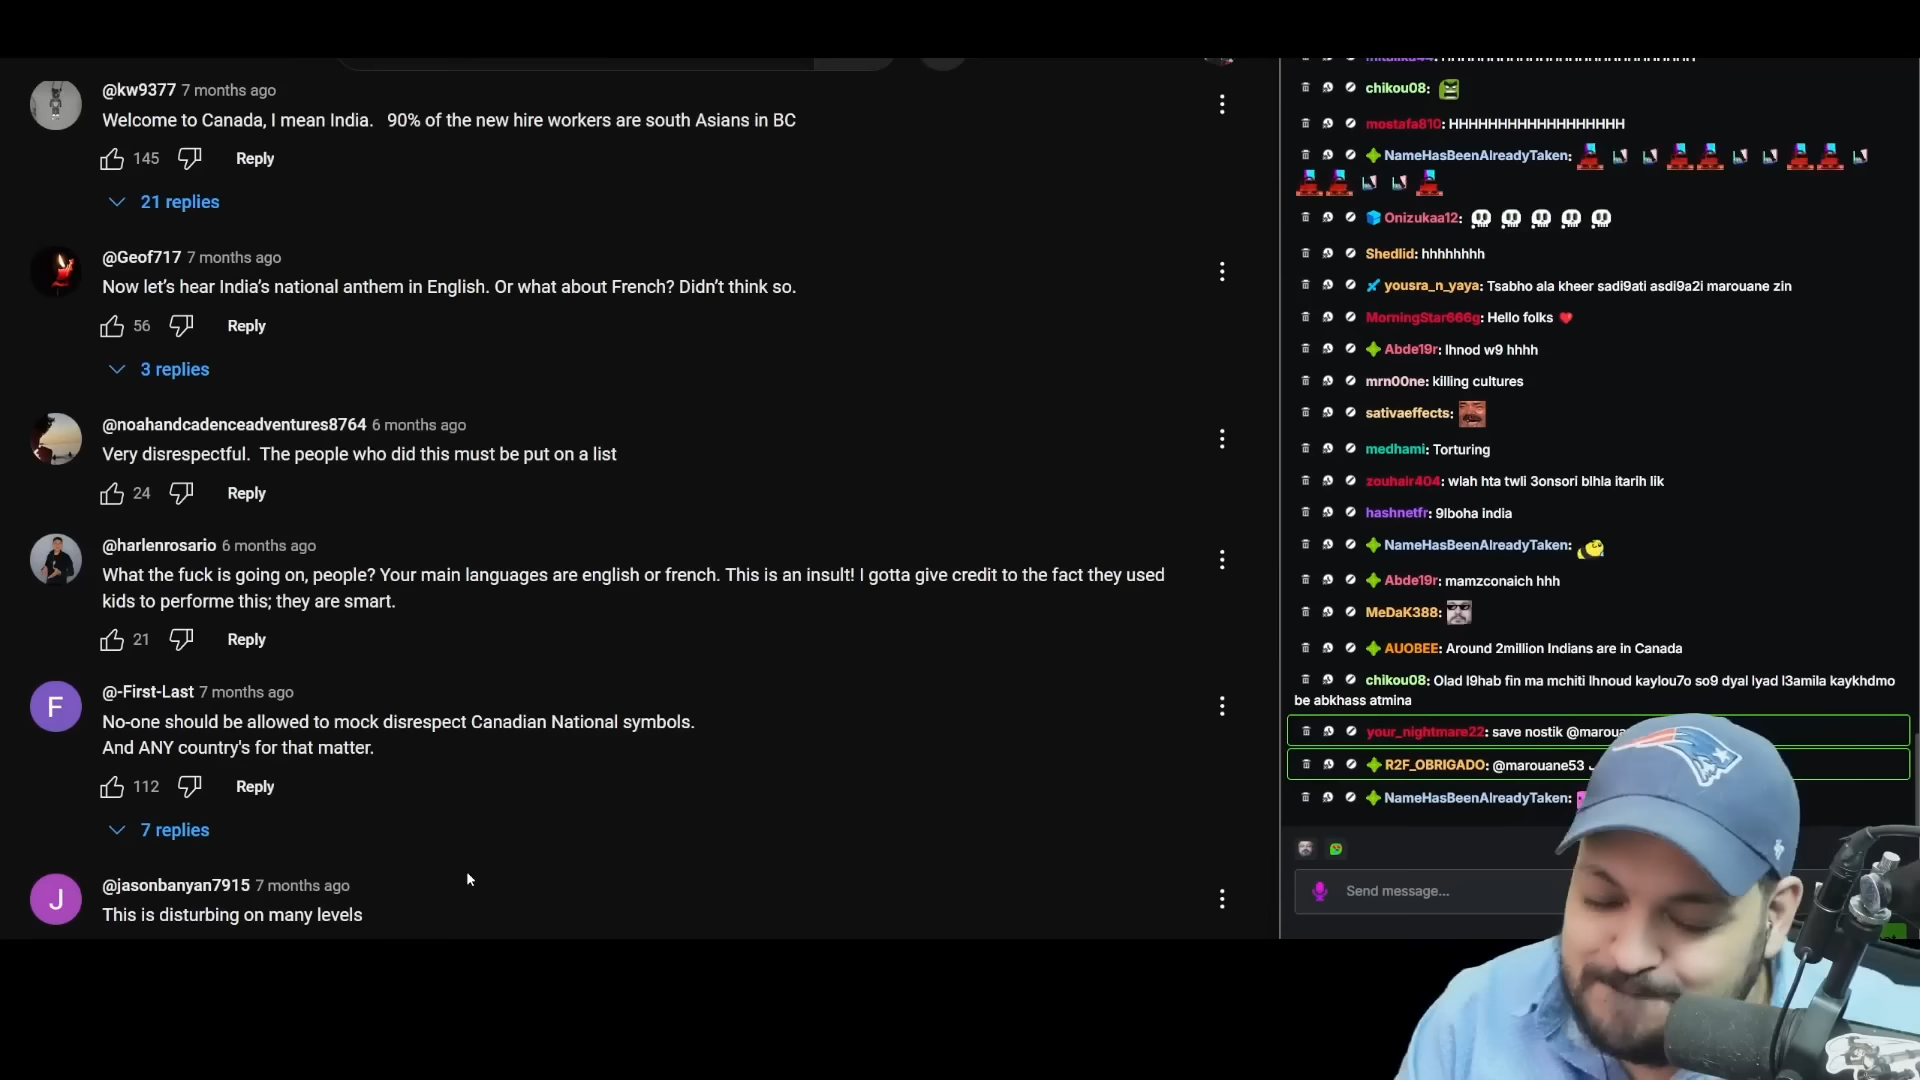 @kw9377 7 months ago
Welcome to Canada, I mean India.   90% of the new hire workers are south Asians in BC
145 Reply
21 replies
@Geof717 7 months ago
Now let’s hear India’s national anthem in English. Or what about French? Didn’t think so.
56 Reply
3 replies
@noahandcadenceadventures8764 6 months ago
Very disrespectful.  The people who did this must be put on a list
24 Reply
@harlenrosario 6 months ago
What the fuck is going on, people? Your main languages are english or french. This is an insult! I gotta give credit to the fact they used
kids to performe this; they are smart.
21 Reply
F
@-First-Last 7 months ago
No-one should be allowed to mock disrespect Canadian National symbols.
And ANY country's for that matter.
112 Reply
7 replies
J
@jasonbanyan7915 7 months ago
This is disturbing on many levels
chikou08:
mostafa810: HHHHHHHHHHHHHHHHHH
NameHasBeenAlreadyTaken:
Onizukaa12:
Shedlid: hhhhhhhh
yousra_n_yaya: Tsabho ala kheer sadi9ati asdi9a2i marouane zin
MorningStar666g: Hello folks
Abde19r: lhnod w9 hhhh
mrn00ne: killing cultures
sativaeffects:
medhami: Torturing
zouhair404: wlah hta twli 3onsori blhla itarih lik
hashnetfr: 9lboha india
NameHasBeenAlreadyTaken:
Abde19r: mamzconaich hhh
MeDaK388:
AUOBEE: Around 2million Indians are in Canada
chikou08: Olad l9hab fin ma mchiti lhnoud kaylou7o so9 dyal lyad l3amila kaykhdmo
be abkhass atmina
your_nightmare22: save nostik
R2F_OBRIGADO: @marouane53
NameHasBeenAlreadyTaken:
Send message...